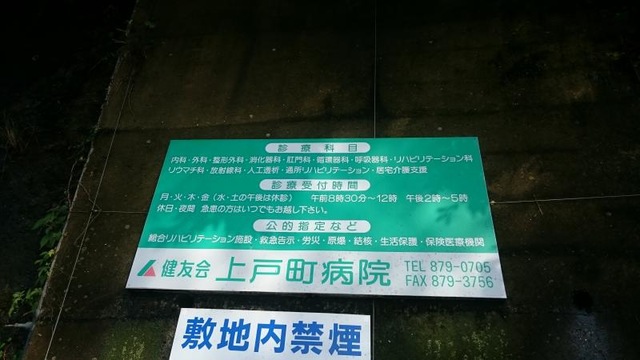 診療科目
内科・外科・整形外科・消化器科・肛門科・循環器科・呼吸器科・リハビリテーション科
リウマチ科・放射線科・人工透析・通所リハビリテーション・居宅介護支援
診療受付時間
月・火・木・金(水・土の午後は休診) 午前8時30分~12時 午後2時~5時
休日・夜間 急患の方はいつでもお越し下さい。
公的指定など
総合リハビリテーション施設・救急告示・労災・原爆・結核・生活保護・保険医療機関
健友会 上戸町病院 TEL 879-0705
FAX 879-3756
敷地内禁煙